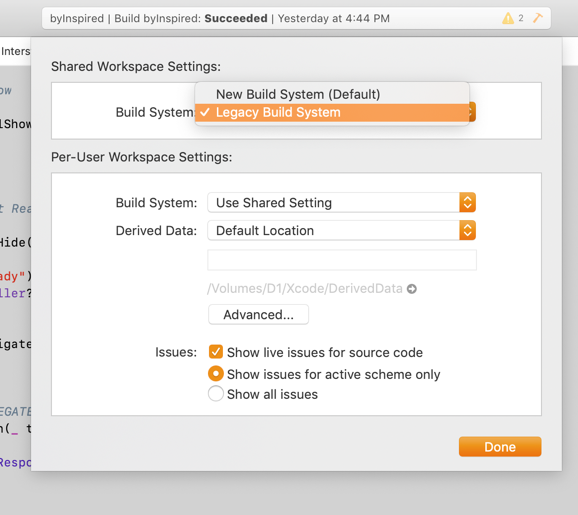 byInspired | Build byInspired: Succeeded | Yesterday at 4:44 PM
2
Inters
Shared Workspace Settings:
ow
New Build System (Default)
Build System:
Legacy Build System
lShow
Per-User Workspace Settings:
Build System:
Use Shared Setting
t Rea
Derived Data:
Default Location
Hide(
ady")
/Volumes/D1/Xcode/DerivedData
ller?
Advanced...
igate
Issues:
Show live issues for source code
Show issues for active scheme only
Show all issues
EGATE
n(_ t
Done
Respo